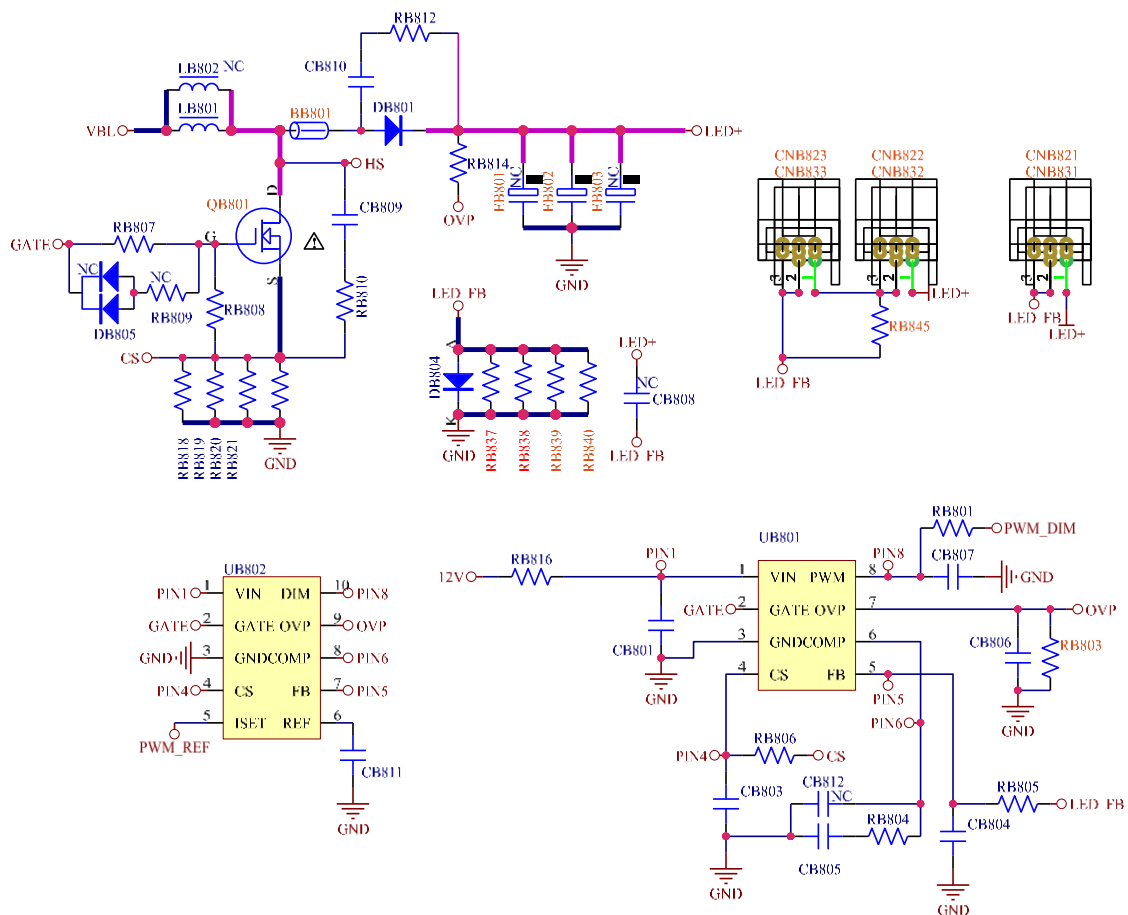 RB812
LB802 NC
CB810
LB801
BB801
DB801
VBL
LED+
RB814
HS
NC
NC
EB801
EB802
EB803
D
QB801
CB809
OVP
RB807
G
GATE
NC
NC
S
RB810
GND
DB805
RB809
RB808
CS
RB818
RB819
RB820
RB821
GND
LED_FB
A
DB804
K
GND
RB837
RB838
RB839
RB840
LED+
NC
CB808
LED_FB
CNB823
CNB833
CNB822
CNB832
CNB821
CNB831
3
2
1
3
2
1
LED+
3
2
1
LED_FB
LED+
RB845
LED_FB
UB802
PIN1
1
VIN
DIM
10
PIN8
GATE
2
GATE
OVP
9
OVP
GND
3
GND
COMP
8
PIN6
PIN4
4
CS
FB
7
PIN5
5
ISET
REF
6
PWM_REF
CB811
GND
RB801
PWM_DIM
UB801
PIN8
CB807
GND
12V
RB816
PIN1
1
VIN
PWM
8
GATE
2
GATE
OVP
7
OVP
CB801
3
GND
COMP
6
CB806
RB803
GND
4
CS
FB
5
PIN5
GND
PIN6
PIN4
RB806
CS
CB803
CB812
NC
RB804
CB805
GND
RB805
LED_FB
CB804
GND